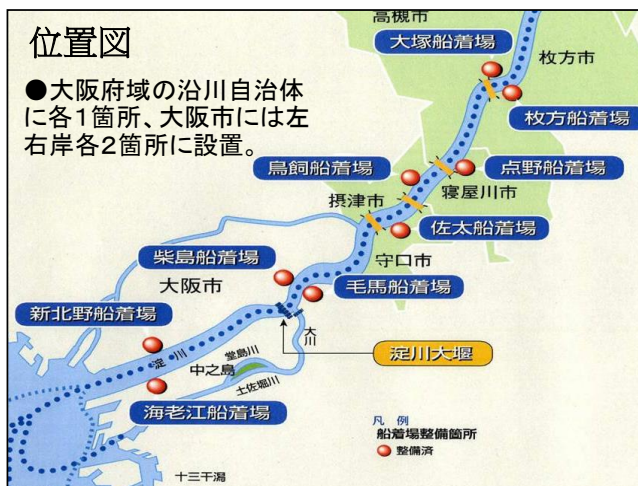 位置図
●大阪府域の沿川自治体
に各1箇所、大阪市には左
右岸各2箇所に設置。
高槻市
大塚船着場
枚方市
枚方船着場
鳥飼船着場
点野船着場
摂津市
寝屋川市
佐太船着場
守口市
柴島船着場
大阪市
毛馬船着場
新北野船着場
大川
淀川
堂島川
中之島
淀川大堰
土佐堀川
海老江船着場
凡 例
船着場整備箇所
整備済
十三干潟